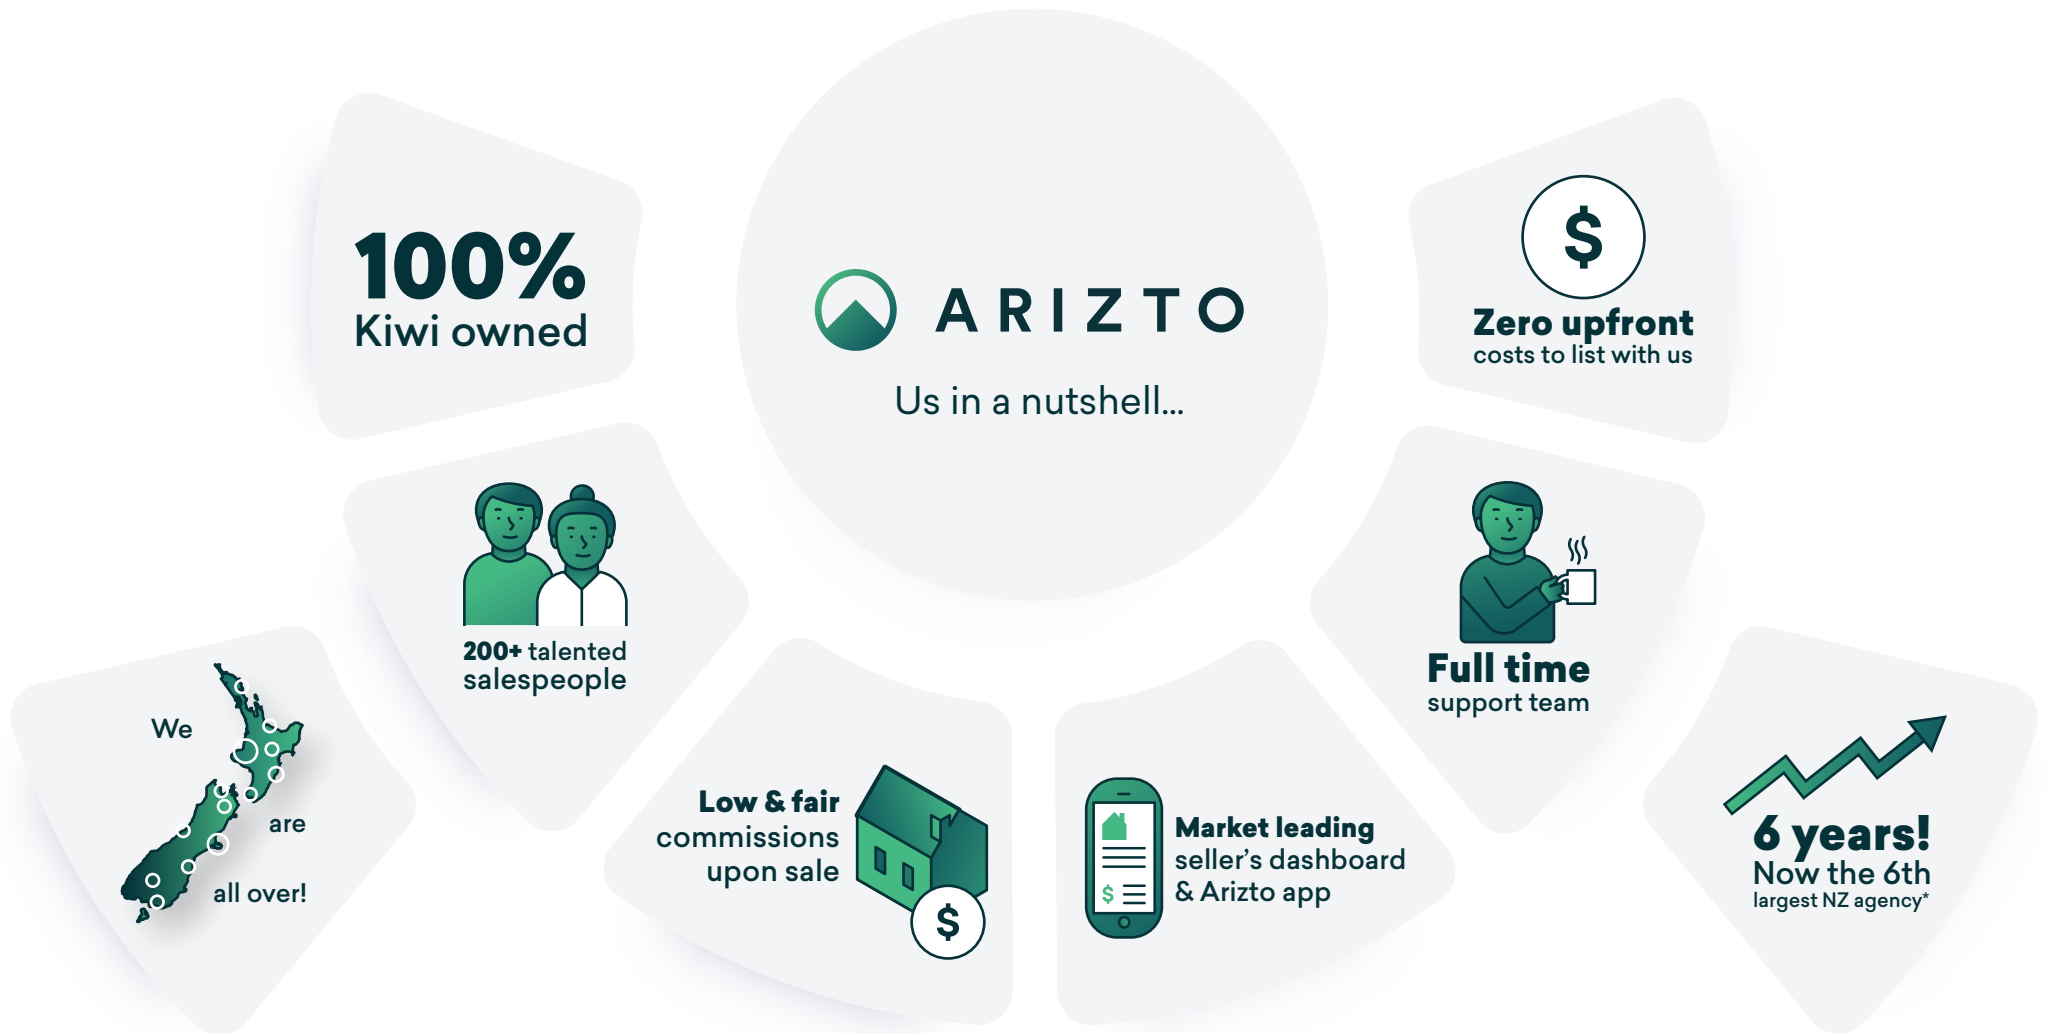 ARIZTO
Us in a nutshell...
100%
Kiwi owned
$
Zero upfront
costs to list with us
200+ talented
salespeople
Full time
support team
We
are
all over!
Low & fair
commissions
upon sale
$
$
Market leading
seller's dashboard
& Arizto app
6 years!
Now the 6th
largest NZ agency*